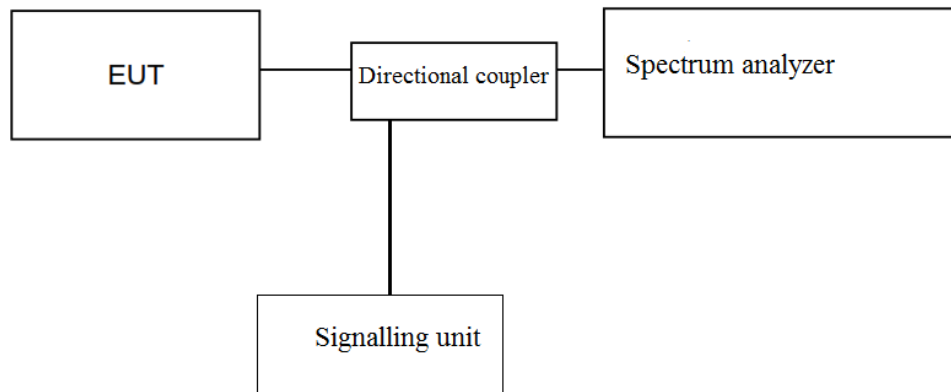 EUT
Directional coupler
Spectrum analyzer
Signalling unit